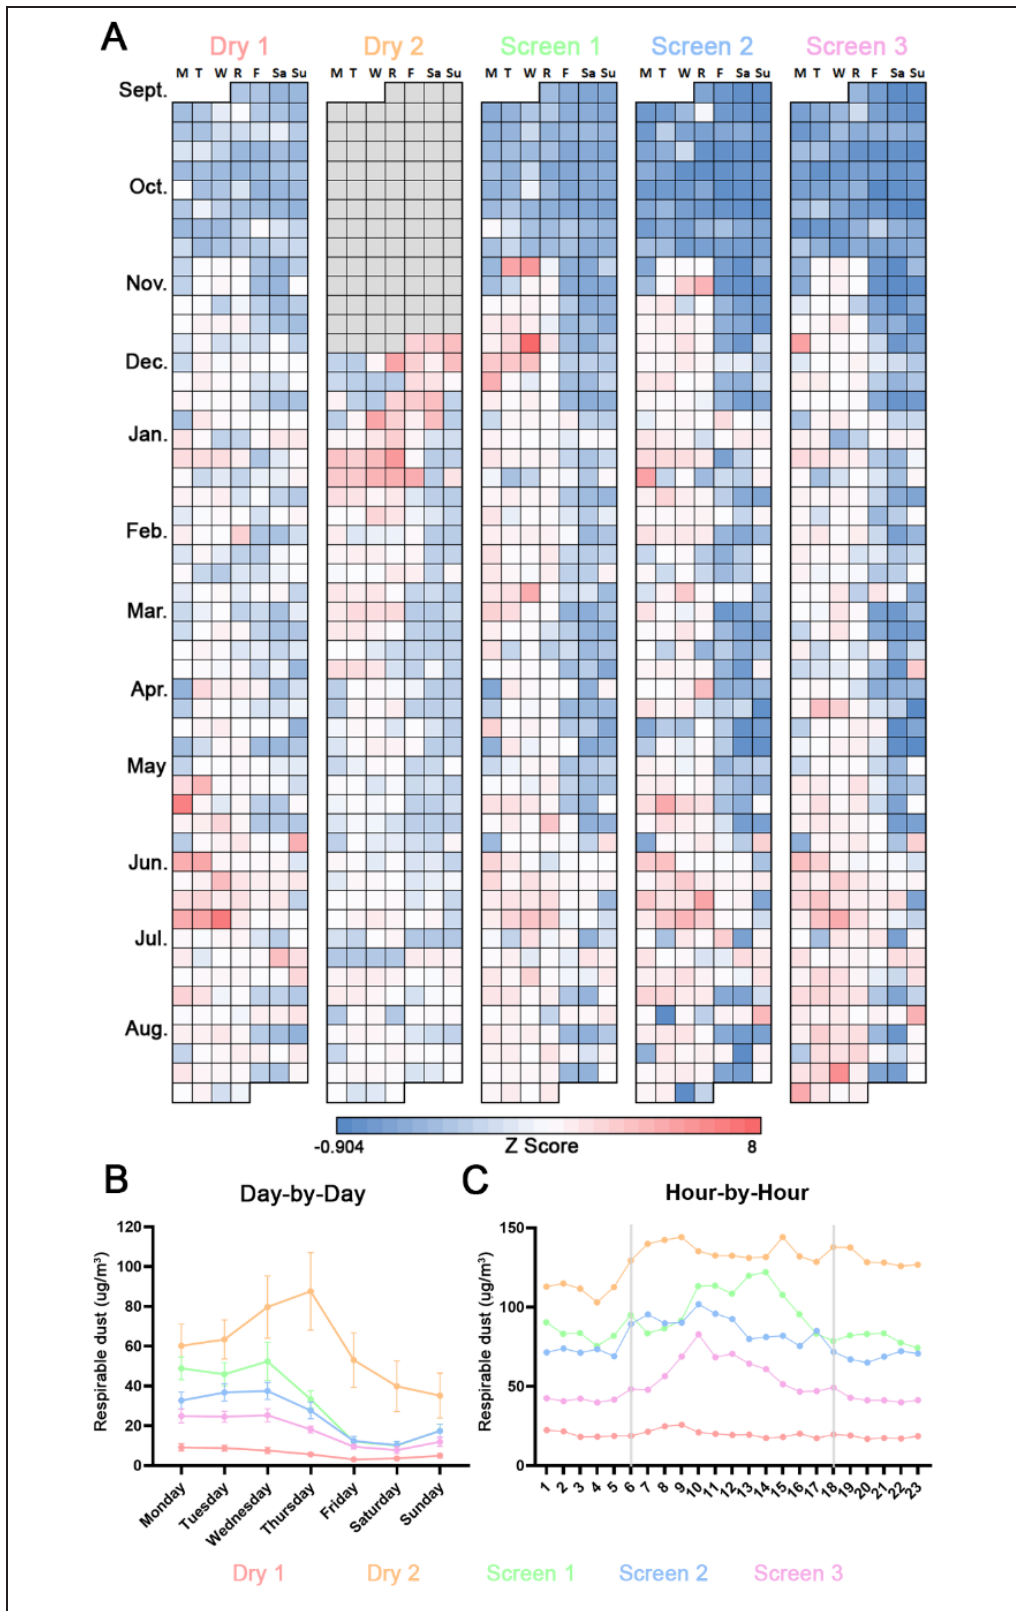 A
Dry 1 Dry 2 Screen 1 Screen 2 Screen 3
M T W R F Sa Su M T W R F Sa Su M T W R F Sa Su M T W R F Sa Su M T W R F Sa Su
Sept.
Oct.
Nov.
Dec.
Jan.
Feb.
Mar.
Apr.
May
Jun.
Jul.
Aug.
-0.904 Z Score 8
B
Day-by-Day
Respirable dust (ug/m³)
120
100
80
60
40
20
0
Monday Tuesday Wednesday Thursday Friday Saturday Sunday
C
Hour-by-Hour
Respirable dust (ug/m³)
150
100
50
0
1 2 3 4 5 6 7 8 9 10 11 12 13 14 15 16 17 18 19 20 21 22 23
Dry 1 Dry 2 Screen 1 Screen 2 Screen 3